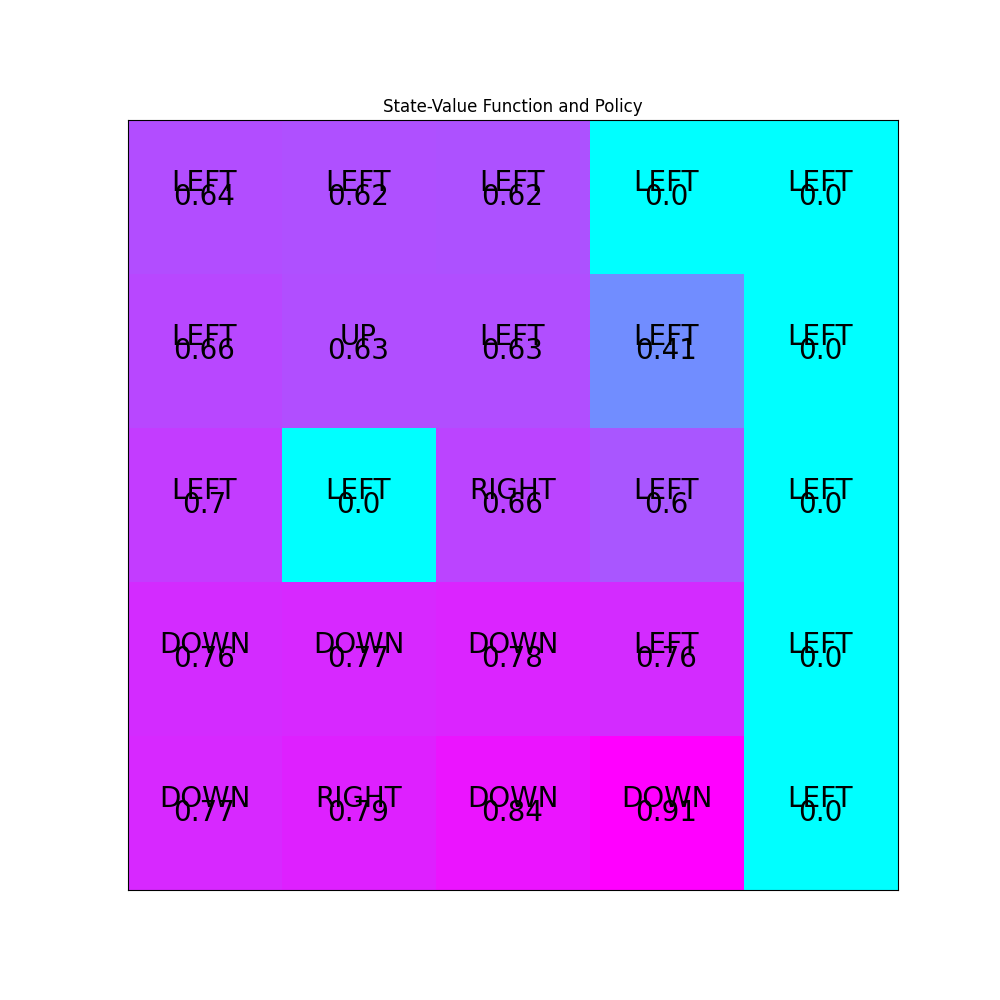 State-Value Function and Policy
LEFT LEFT LEFT LEFT LEFT
0.64 0.62 0.62 0.0 0.0
LEFT UP LEFT LEFT LEFT
0.66 0.63 0.63 0.41 0.0
LEFT LEFT RIGHT LEFT LEFT
0.7 0.0 0.66 0.6 0.0
DOWN DOWN DOWN LEFT LEFT
0.76 0.77 0.78 0.76 0.0
DOWN RIGHT DOWN DOWN LEFT
0.77 0.79 0.84 0.91 0.0